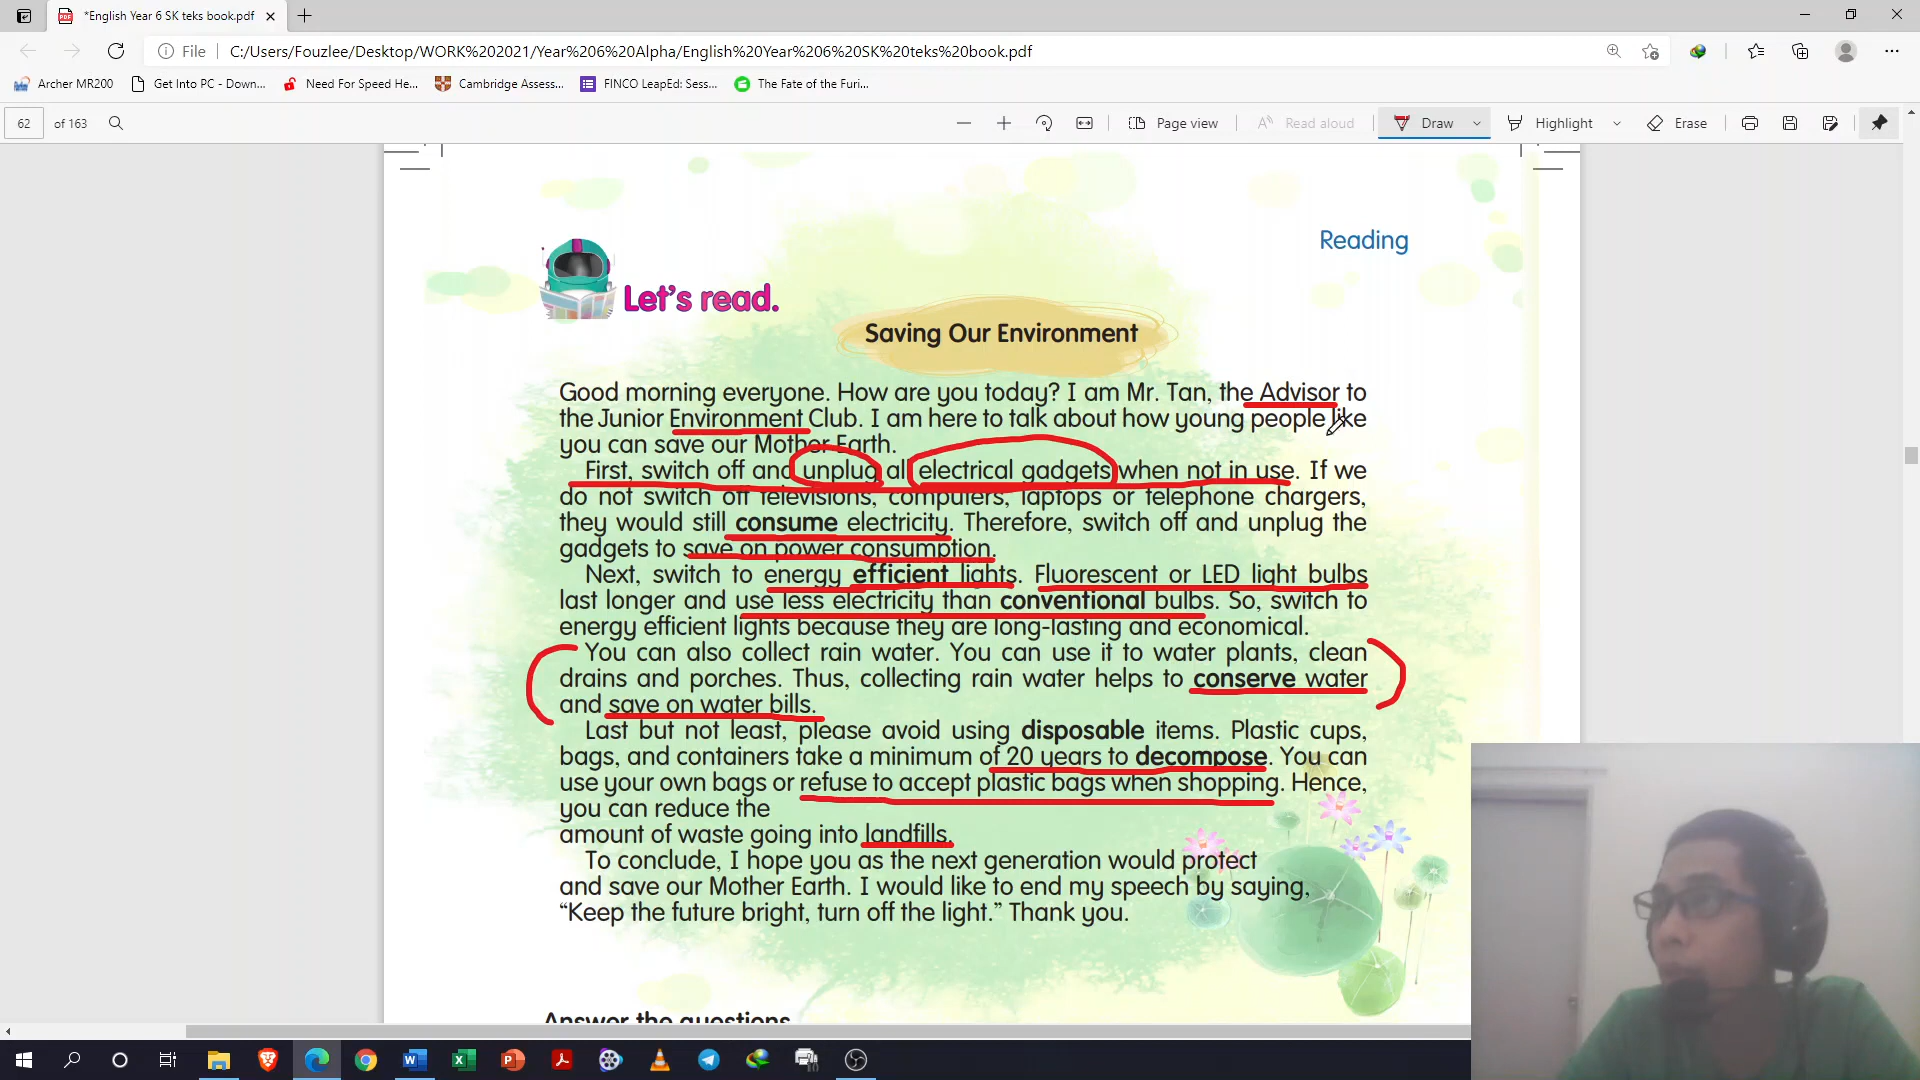 *English Year 6 SK teks book.pdf
File
C:/Users/Fouzlee/Desktop/WORK%202021/Year%206%20Alpha/English%20Year%206%20SK%20teks%20book.pdf
Archer MR200
Get Into PC - Down...
Need For Speed He...
Cambridge Assess...
FINCO LeapEd: Sess...
The Fate of the Furi...
62 of 163
Page view
Read aloud
Draw
Highlight
Erase
Reading
Let's read.
Saving Our Environment
Good morning everyone. How are you today? I am Mr. Tan, the Advisor to
the Junior Environment Club. I am here to talk about how young people like
you can save our Mother Earth.
First, switch off and unplug all electrical gadgets when not in use. If we
do not switch off televisions, computers, laptops or telephone chargers,
they would still consume electricity. Therefore, switch off and unplug the
gadgets to save on power consumption.
Next, switch to energy efficient lights. Fluorescent or LED light bulbs
last longer and use less electricity than conventional bulbs. So, switch to
energy efficient lights because they are long-lasting and economical.
You can also collect rain water. You can use it to water plants, clean
drains and porches. Thus, collecting rain water helps to conserve water
and save on water bills.
Last but not least, please avoid using disposable items. Plastic cups,
bags, and containers take a minimum of 20 years to decompose. You can
use your own bags or refuse to accept plastic bags when shopping. Hence,
you can reduce the
amount of waste going into landfills.
To conclude, I hope you as the next generation would protect
and save our Mother Earth. I would like to end my speech by saying,
“Keep the future bright, turn off the light.” Thank you.
Answer the questions.